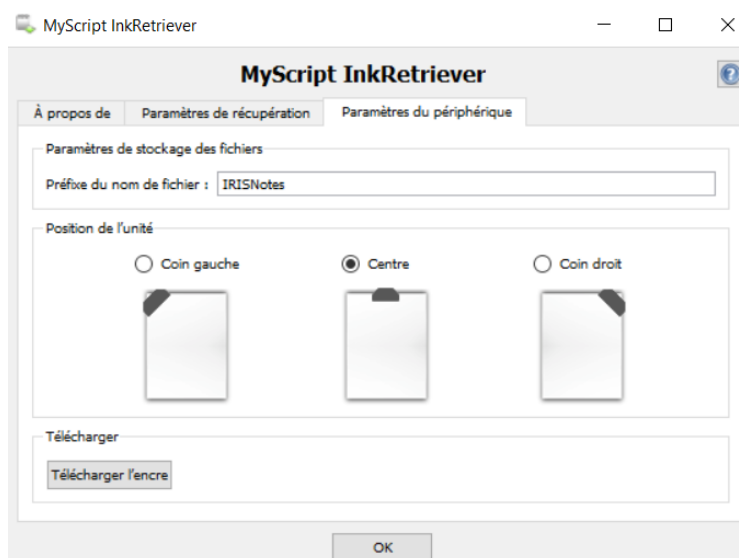 MyScript InkRetriever
MyScript InkRetriever
À propos de
Paramètres de récupération
Paramètres du périphérique
Paramètres de stockage des fichiers
Préfixe du nom de fichier : IRISNotes
Position de l'unité
Coin gauche
Centre
Coin droit
Télécharger
Télécharger l'encre
OK